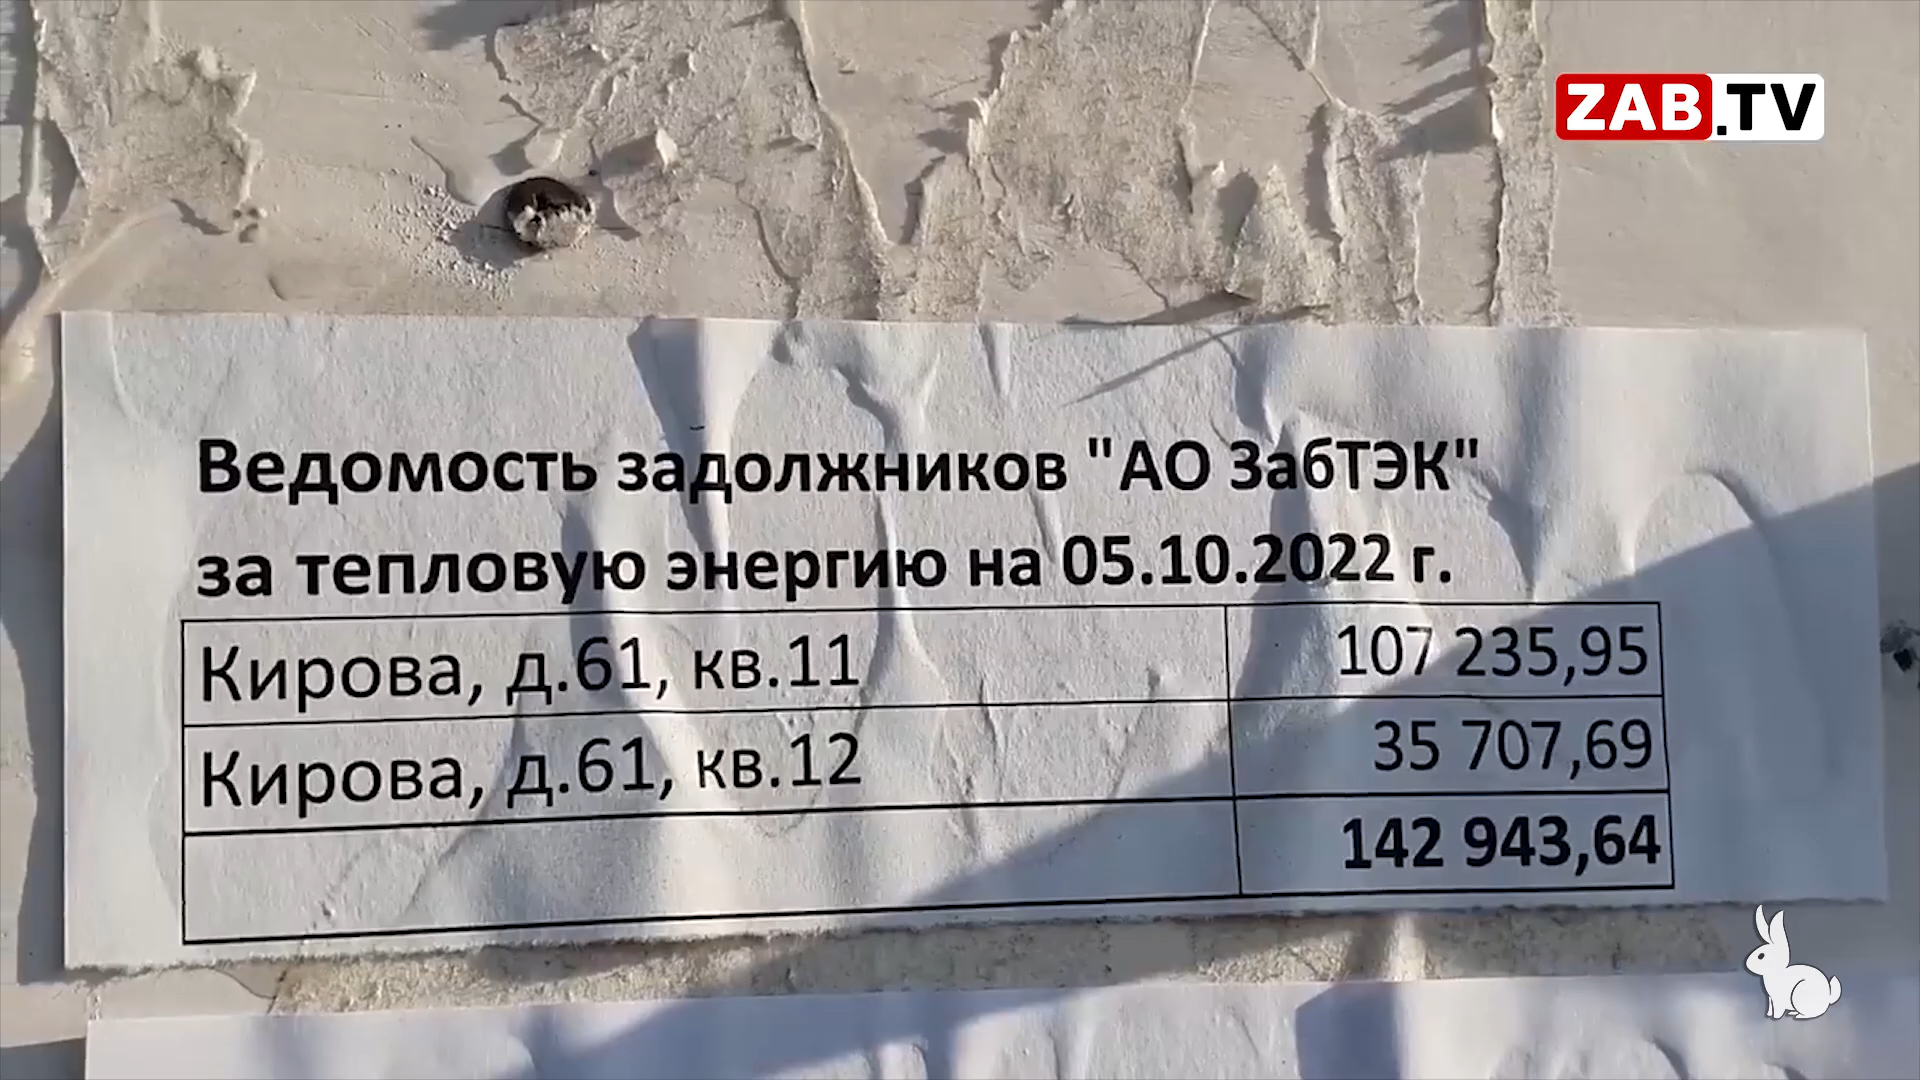 ZAB.TV
Ведомость задолжников "АО ЗабТЭК"
за тепловую энергию на 05.10.2022 г.
Кирова, д.61, кв.11 107 235,95
Кирова, д.61, кв.12 35 707,69
142 943,64